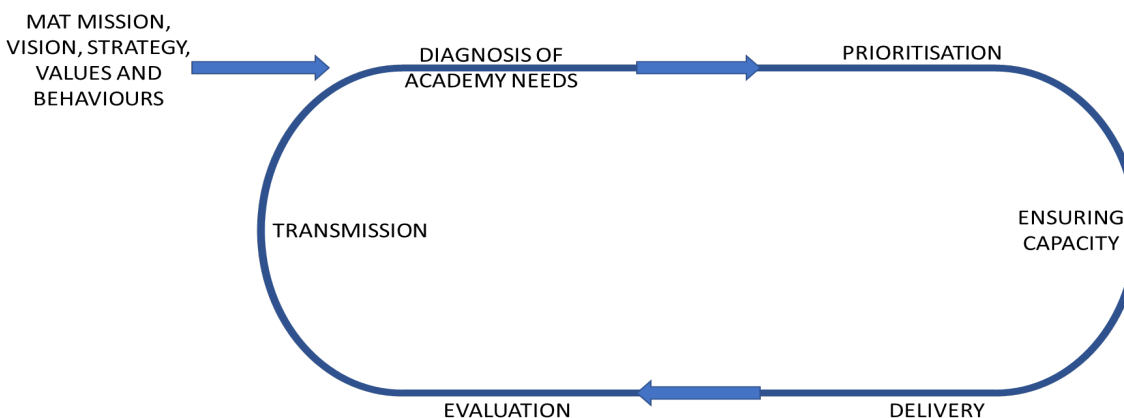 MAT MISSION,
VISION, STRATEGY,
VALUES AND
BEHAVIOURS
DIAGNOSIS OF
ACADEMY NEEDS
PRIORITISATION
ENSURING
CAPACITY
DELIVERY
EVALUATION
TRANSMISSION